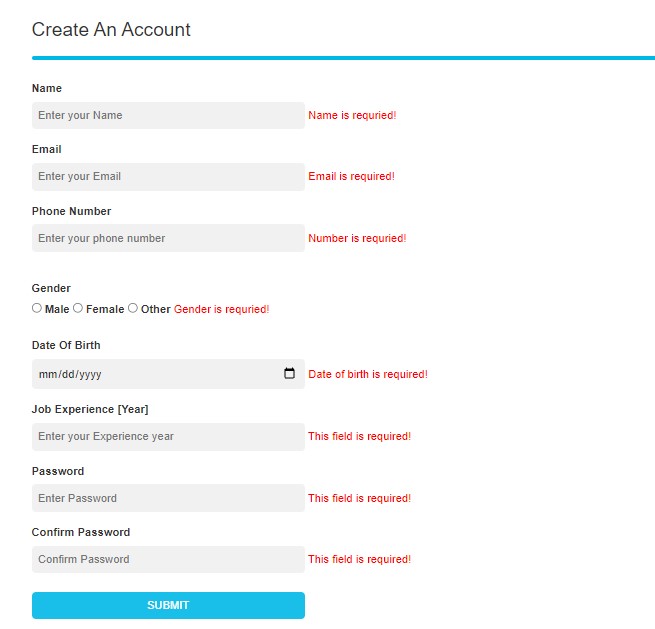 Create An Account
Name
Enter your Name Name is requried!
Email
Enter your Email Email is required!
Phone Number
Enter your phone number Number is requried!
Gender
Male Female Other Gender is requried!
Date Of Birth
mm/dd/yyyy Date of birth is required!
Job Experience [Year]
Enter your Experience year This field is required!
Password
Enter Password This field is required!
Confirm Password
Confirm Password This field is required!
SUBMIT